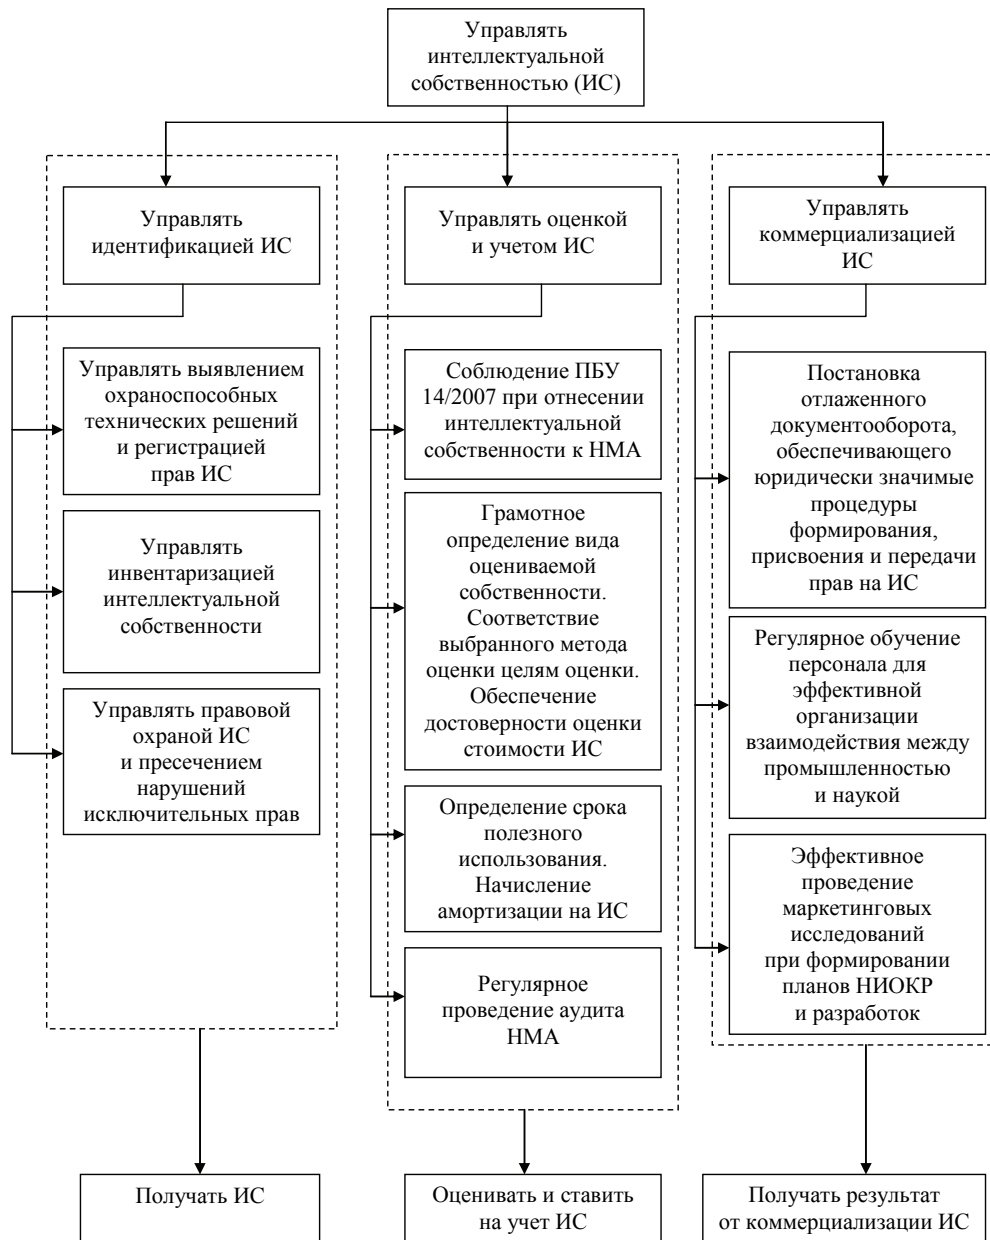 Управлять
интеллектуальной
собственностью (ИС)
Управлять
идентификацией ИС
Управлять выявлением
охраноспособных
технических решений
и регистрацией
прав ИС
Управлять
инвентаризацией
интеллектуальной
собственности
Управлять правовой
охраной ИС
и пресечением
нарушений
исключительных прав
Получать ИС
Управлять оценкой
и учетом ИС
Соблюдение ПБУ
14/2007 при отнесении
интеллектуальной
собственности к НМА
Грамотное
определение вида
оцениваемой
собственности.
Соответствие
выбранного метода
оценки целям оценки.
Обеспечение
достоверности оценки
стоимости ИС
Определение срока
полезного
использования.
Начисление
амортизации на ИС
Регулярное
проведение аудита
НМА
Оценивать и ставить
на учет ИС
Управлять
коммерциализацией
ИС
Постановка
отлаженного
документооборота,
обеспечивающего
юридически значимые
процедуры
формирования,
присвоения и передачи
прав на ИС
Регулярное обучение
персонала для
эффективной
организации
взаимодействия между
промышленностью
и наукой
Эффективное
проведение
маркетинговых
исследований
при формировании
планов НИОКР
и разработок
Получать результат
от коммерциализации ИС